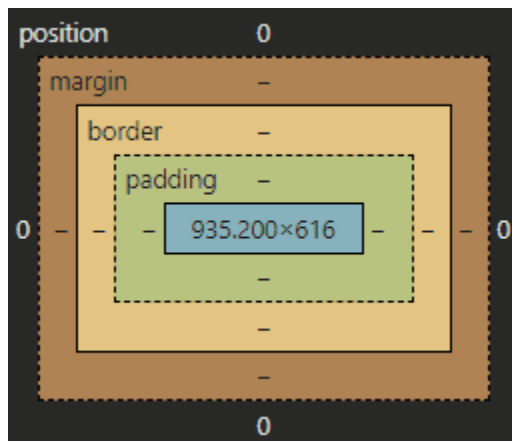 position 0
margin –
border –
padding –
0 – – – 935.200×616 – – – 0
–
–
–
0